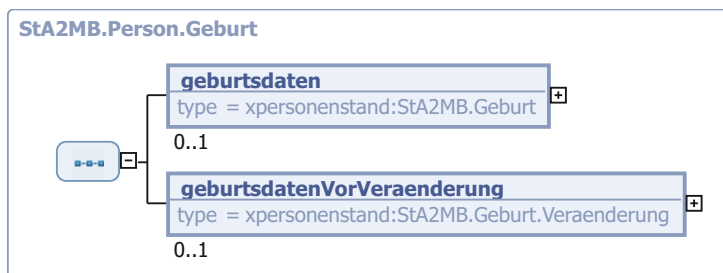 StA2MB.Person.Geburt
geburtsdaten
type = xpersonenstand:StA2MB.Geburt
0..1
geburtsdatenVorVeraenderung
type = xpersonenstand:StA2MB.Geburt.Veraenderung
0..1